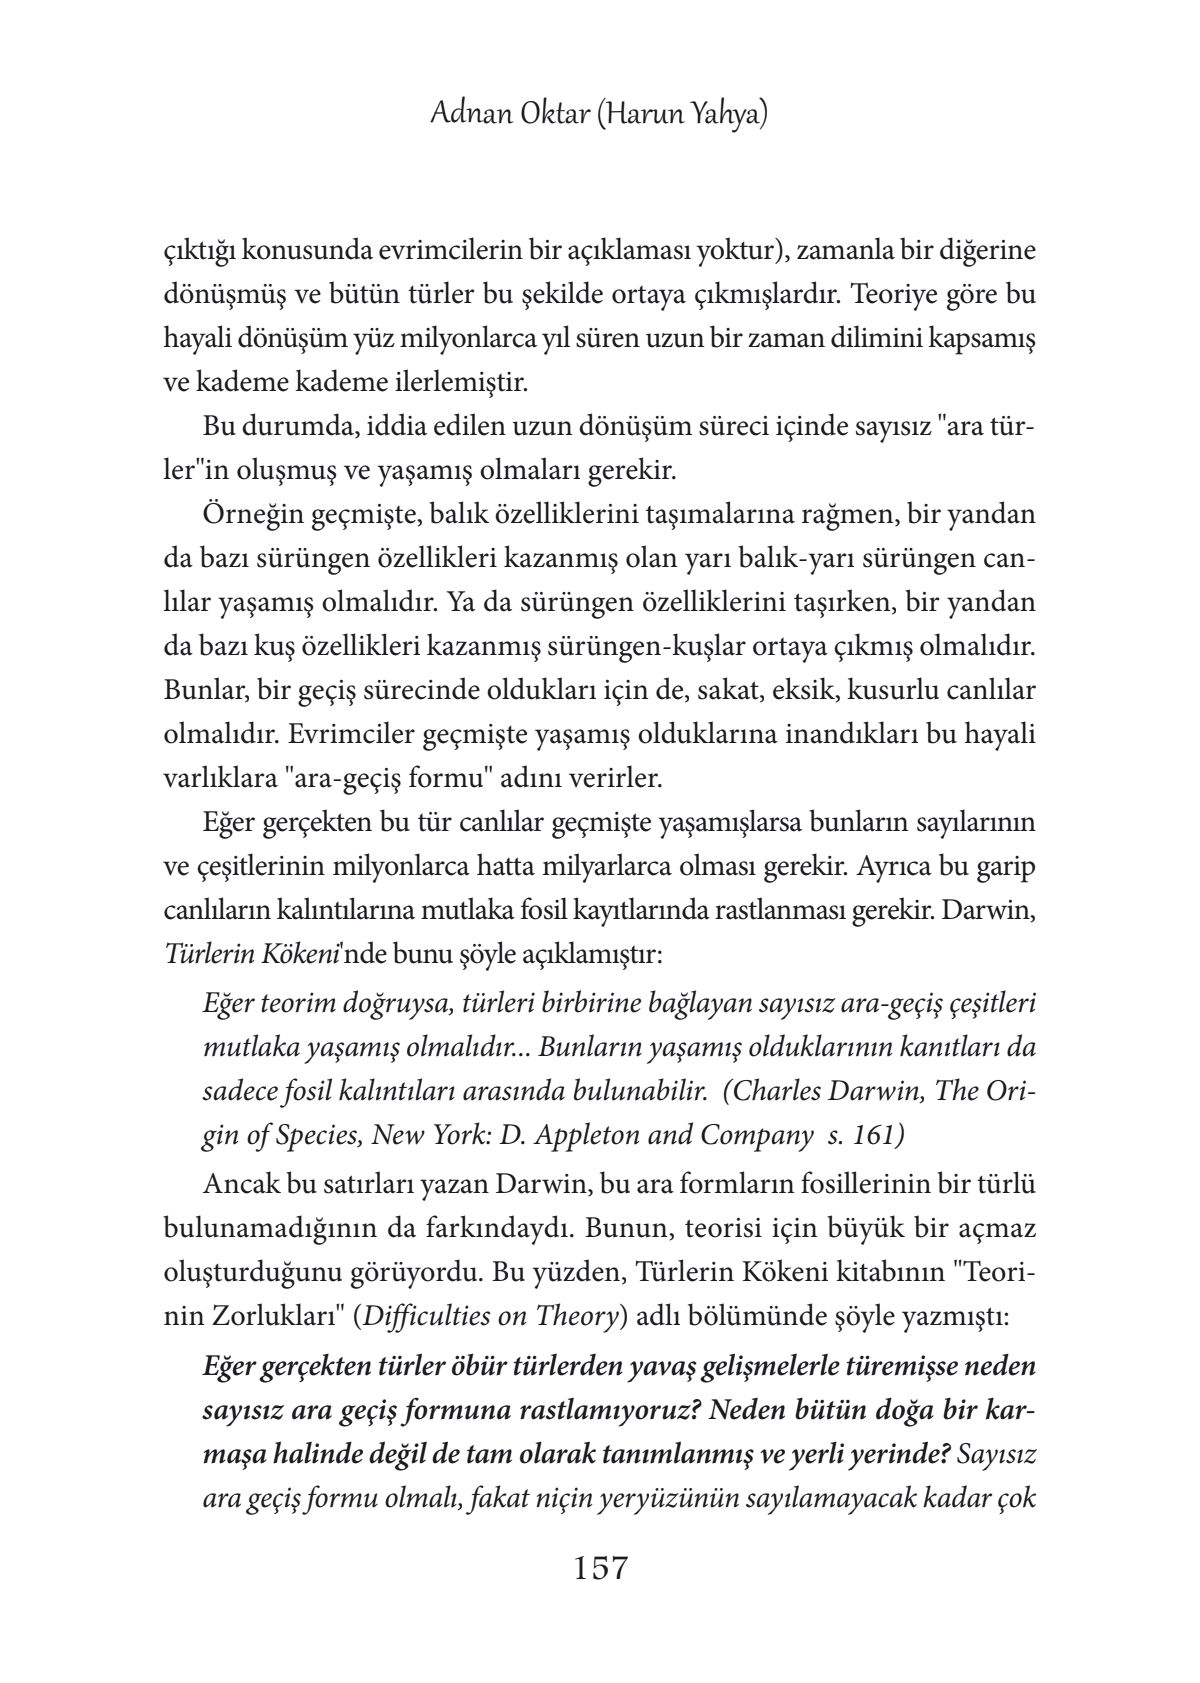 Adnan Oktar (Harun Yahya)
çıktığı konusunda evrimcilerin bir açıklaması yoktur), zamanla bir diğerine
dönüşmüş ve bütün türler bu şekilde ortaya çıkmışlardır. Teoriye göre bu
hayali dönüşüm yüz milyonlarca yıl süren uzun bir zaman dilimini kapsamış
ve kademe kademe ilerlemiştir.
Bu durumda, iddia edilen uzun dönüşüm süreci içinde sayısız "ara tür-
ler"in oluşmuş ve yaşamış olmaları gerekir.
Örneğin geçmişte, balık özelliklerini taşımalarına rağmen, bir yandan
da bazı sürüngen özellikleri kazanmış olan yarı balık-yarı sürüngen can-
lılar yaşamış olmalıdır. Ya da sürüngen özelliklerini taşırken, bir yandan
da bazı kuş özellikleri kazanmış sürüngen-kuşlar ortaya çıkmış olmalıdır.
Bunlar, bir geçiş sürecinde oldukları için de, sakat, eksik, kusurlu canlılar
olmalıdır. Evrimciler geçmişte yaşamış olduklarına inandıkları bu hayali
varlıklara "ara-geçiş formu" adını verirler.
Eğer gerçekten bu tür canlılar geçmişte yaşamışlarsa bunların sayılarının
ve çeşitlerinin milyonlarca hatta milyarlarca olması gerekir. Ayrıca bu garip
canlıların kalıntılarına mutlaka fosil kayıtlarında rastlanması gerekir. Darwin,
Türlerin Kökeni'nde bunu şöyle açıklamıştır:
Eğer teorim doğruysa, türleri birbirine bağlayan sayısız ara-geçiş çeşitleri
mutlaka yaşamış olmalıdır... Bunların yaşamış olduklarının kanıtları da
sadece fosil kalıntıları arasında bulunabilir. (Charles Darwin, The Ori-
gin of Species, New York: D. Appleton and Company s. 161)
Ancak bu satırları yazan Darwin, bu ara formların fosillerinin bir türlü
bulunamadığının da farkındaydı. Bunun, teorisi için büyük bir açmaz
oluşturduğunu görüyordu. Bu yüzden, Türlerin Kökeni kitabının "Teori-
nin Zorlukları" (Difficulties on Theory) adlı bölümünde şöyle yazmıştı:
Eğer gerçekten türler öbür türlerden yavaş gelişmelerle türemişse neden
sayısız ara geçiş formuna rastlamıyoruz? Neden bütün doğa bir kar-
maşa halinde değil de tam olarak tanımlanmış ve yerli yerinde? Sayısız
ara geçiş formu olmalı, fakat niçin yeryüzünün sayılamayacak kadar çok
157